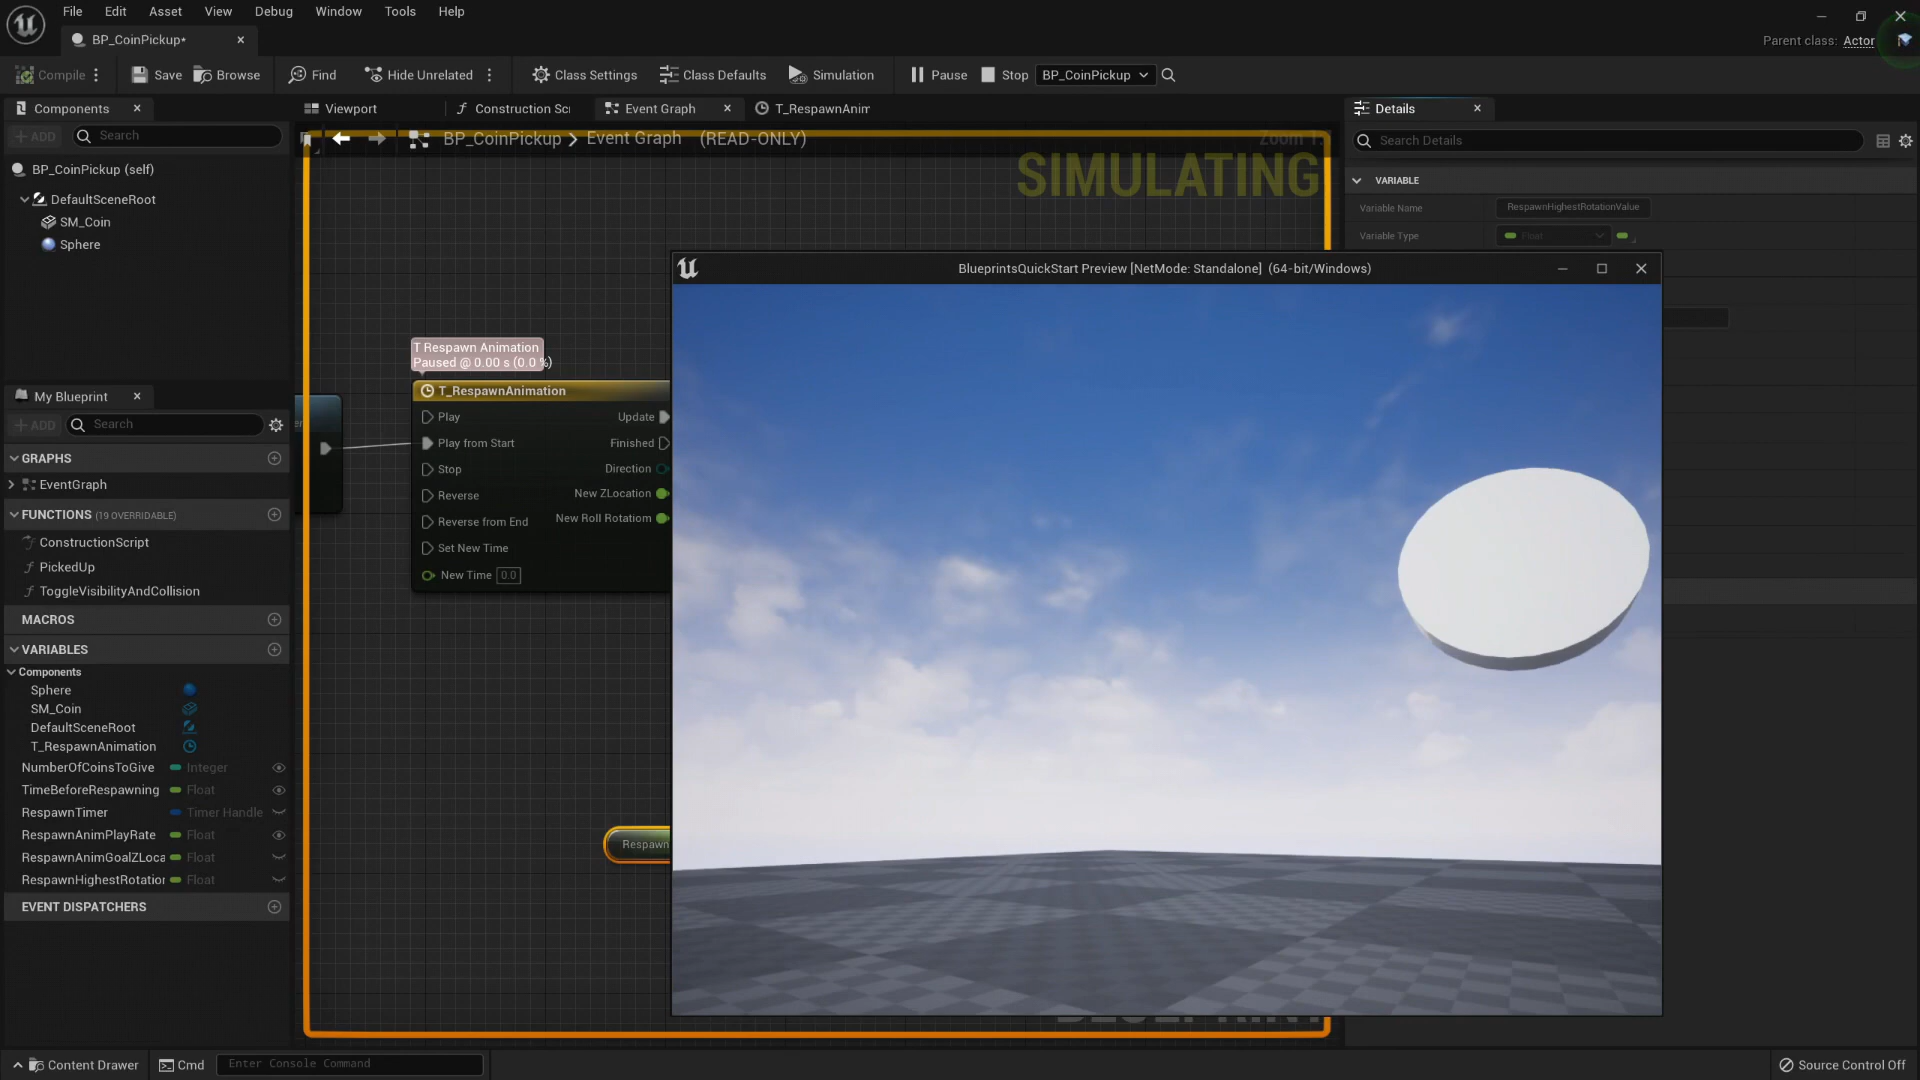 File Edit Asset View Debug Window Tools Help
BP_CoinPickup*
Parent class: Actor
Compile Save Browse Find Hide Unrelated Class Settings Class Defaults Simulation Pause Stop BP_CoinPickup
Components Viewport Construction Sc Event Graph T_RespawnAnim Details
ADD Search
BP_CoinPickup > Event Graph (READ-ONLY) Zoom 1:
Search Details
SIMULATING
BP_CoinPickup (self)
DefaultSceneRoot
SM_Coin
Sphere
VARIABLE
Variable Name RespawnHighestRotationValue
Variable Type Float
BlueprintsQuickStart Preview [NetMode: Standalone] (64-bit/Windows)
T Respawn Animation
Paused @ 0.00 s (0.0 %)
T_RespawnAnimation
Play Update
Play from Start Finished
Stop Direction
Reverse New ZLocation
Reverse from End New Roll Rotatiom
Set New Time
New Time 0.0
Respawn
My Blueprint
ADD Search
GRAPHS
EventGraph
FUNCTIONS (19 OVERRIDABLE)
ConstructionScript
PickedUp
ToggleVisibilityAndCollision
MACROS
VARIABLES
Components
Sphere
SM_Coin
DefaultSceneRoot
T_RespawnAnimation
NumberOfCoinsToGive Integer
TimeBeforeRespawning Float
RespawnTimer Timer Handle
RespawnAnimPlayRate Float
RespawnAnimGoalZLoca Float
RespawnHighestRotation Float
EVENT DISPATCHERS
Content Drawer Cmd Enter Console Command Source Control Off